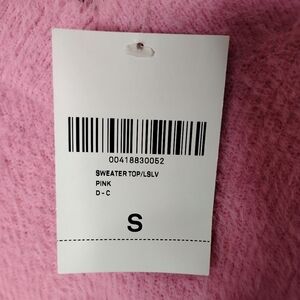 00418830052
SWEATER TOP/LSLV
PINK
D-C
S